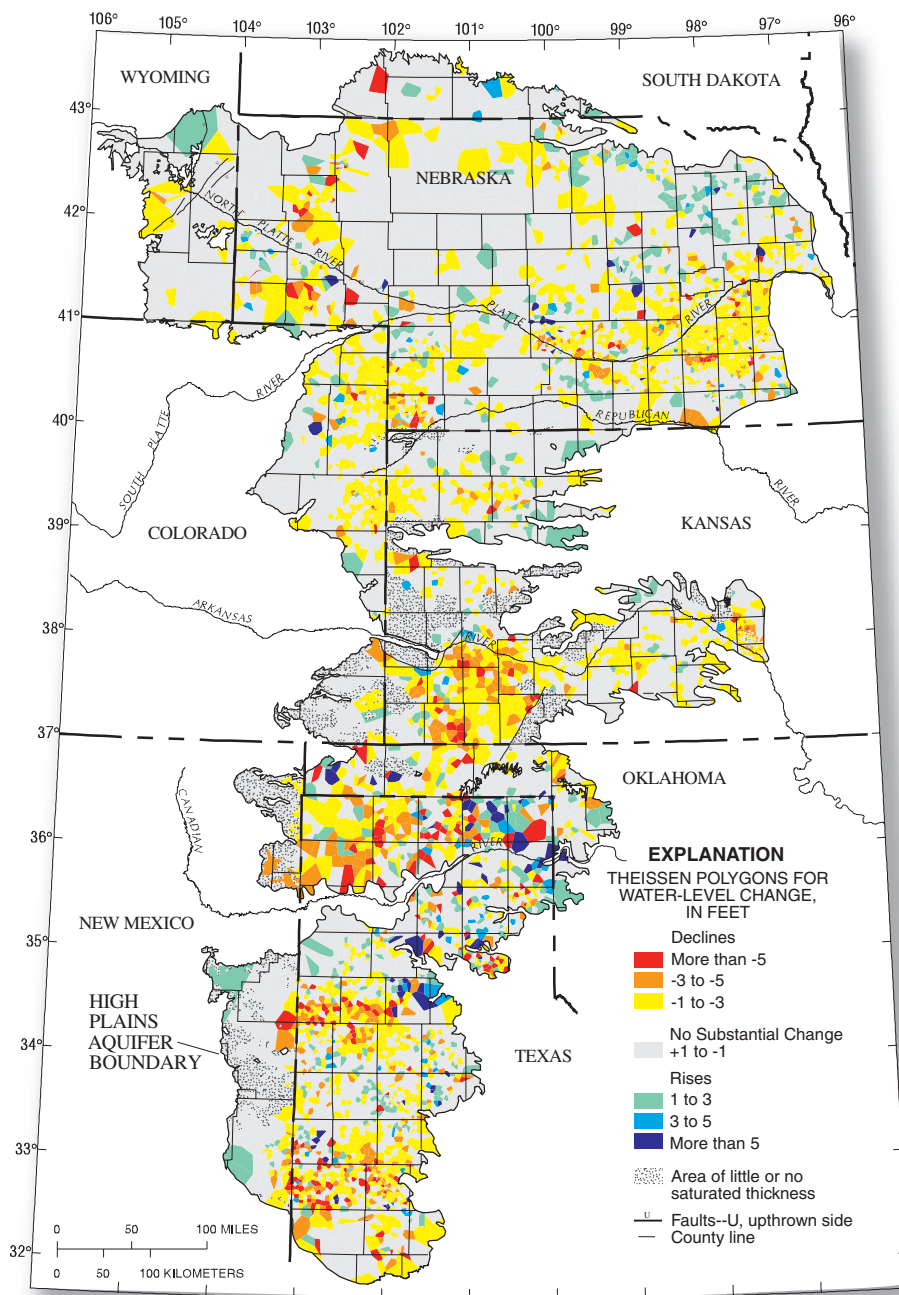 106°
105°
104°
103°
102°
101°
100°
99°
98°
97°
96°
WYOMING
SOUTH DAKOTA
43°
NEBRASKA
42°
NORTH PLATTE RIVER
PLATTE RIVER
41°
SOUTH PLATTE RIVER
REPUBLICAN RIVER
40°
39°
COLORADO
KANSAS
ARKANSAS RIVER
38°
37°
OKLAHOMA
CANADIAN RIVER
36°
NEW MEXICO
35°
HIGH
PLAINS
AQUIFER
BOUNDARY
TEXAS
34°
33°
32°
EXPLANATION
THEISSEN POLYGONS FOR
WATER-LEVEL CHANGE,
IN FEET
Declines
More than -5
-3 to -5
-1 to -3
No Substantial Change
+1 to -1
Rises
1 to 3
3 to 5
More than 5
Area of little or no
saturated thickness
U Faults--U, upthrown side
County line
0 50 100 MILES
0 50 100 KILOMETERS